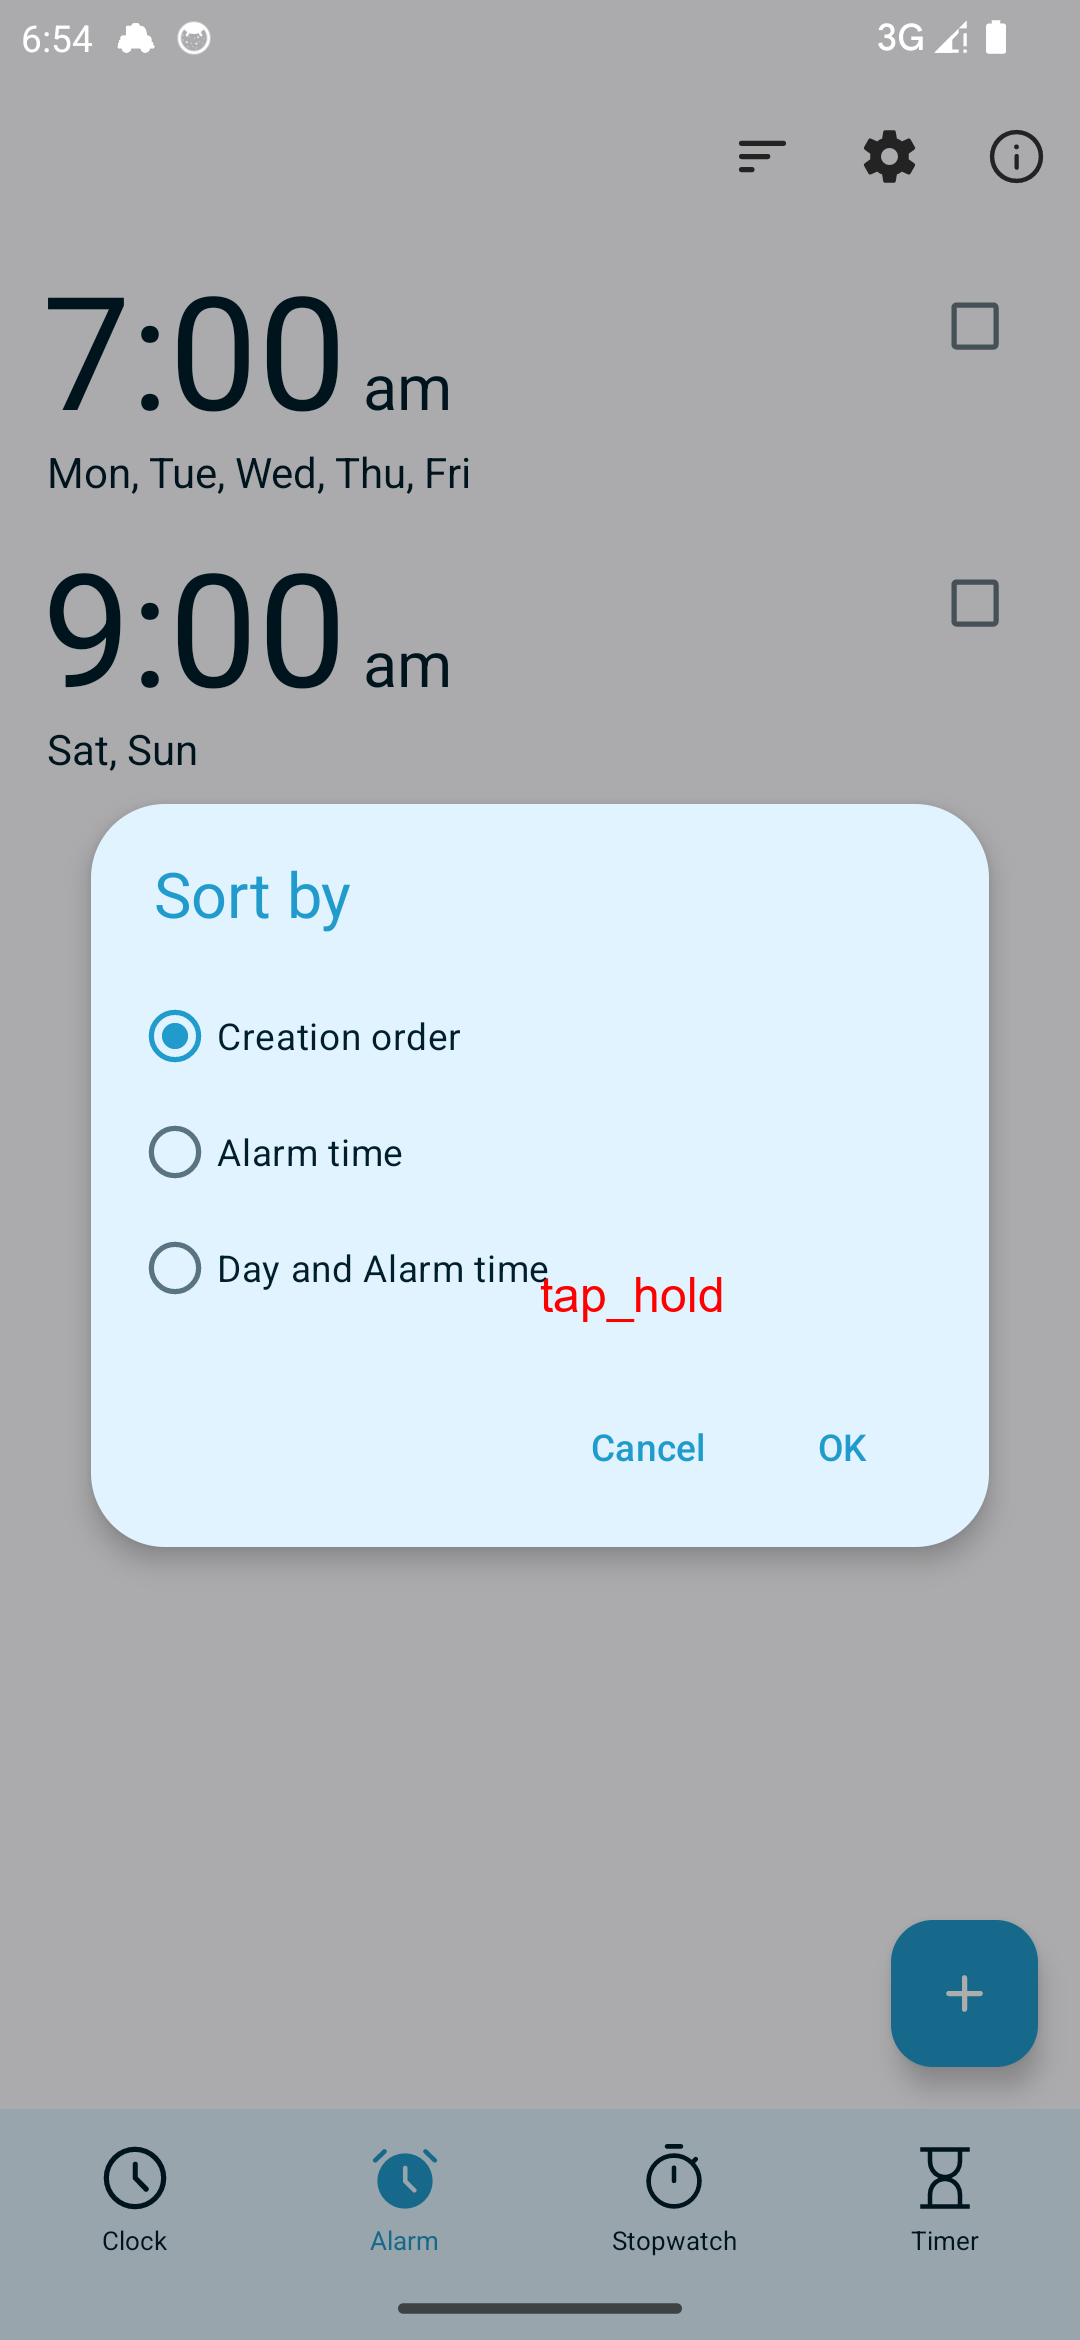 6:54
3G
7:00 am
Mon, Tue, Wed, Thu, Fri
9:00 am
Sat, Sun
Sort by
Creation order
Alarm time
Day and Alarm time
tap_hold
Cancel OK
Clock Alarm Stopwatch Timer